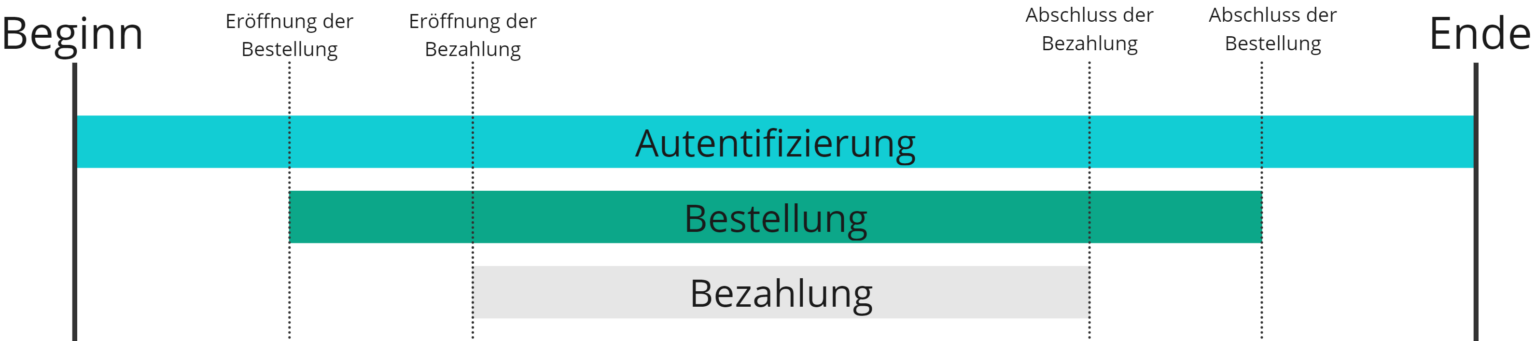 Beginn
Eröffnung der
Bestellung
Eröffnung der
Bezahlung
Abschluss der
Bezahlung
Abschluss der
Bestellung
Ende
Autentifizierung
Bestellung
Bezahlung